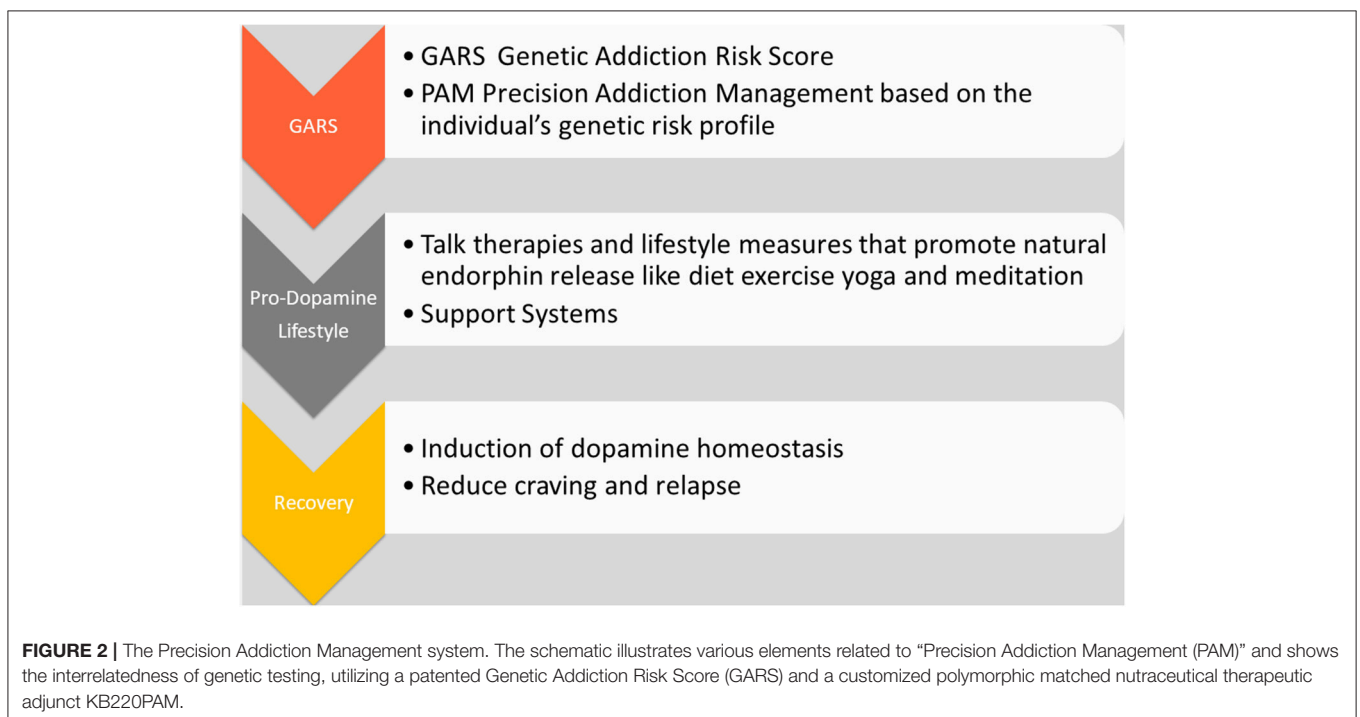 • GARS Genetic Addiction Risk Score
• PAM Precision Addiction Management based on the
individual's genetic risk profile
GARS
• Talk therapies and lifestyle measures that promote natural
endorphin release like diet exercise yoga and meditation
• Support Systems
Pro-Dopamine
Lifestyle
• Induction of dopamine homeostasis
• Reduce craving and relapse
Recovery
FIGURE 2 | The Precision Addiction Management system. The schematic illustrates various elements related to “Precision Addiction Management (PAM)” and shows
the interrelatedness of genetic testing, utilizing a patented Genetic Addiction Risk Score (GARS) and a customized polymorphic matched nutraceutical therapeutic
adjunct KB220PAM.